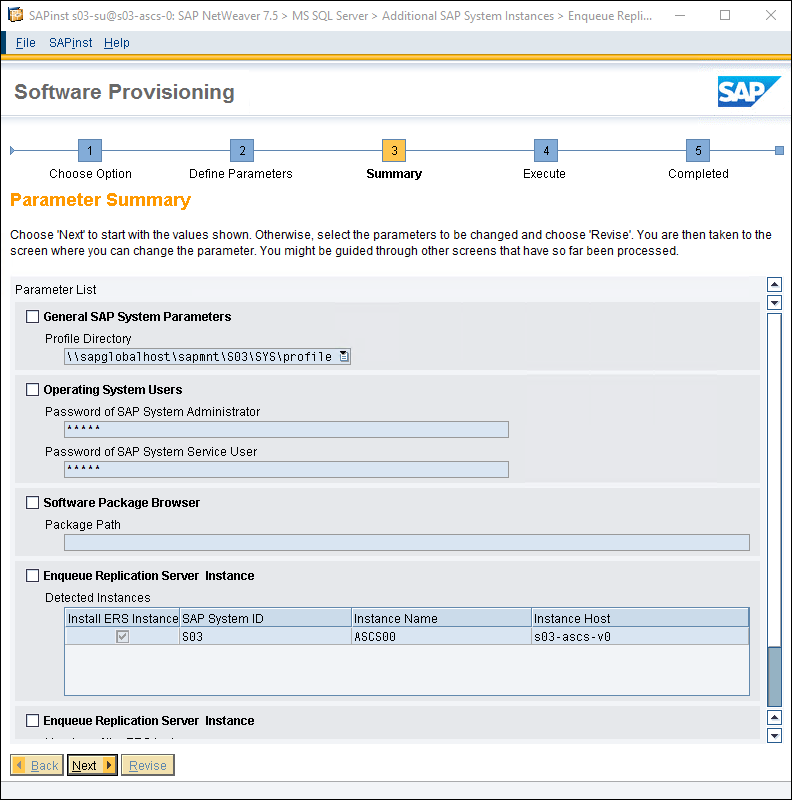 SAPinst s03-su@s03-ascs-0: SAP NetWeaver 7.5 > MS SQL Server > Additional SAP System Instances > Enqueue Repli...
File SAPinst Help
Software Provisioning
SAP
1 2 3 4 5
Choose Option Define Parameters Summary Execute Completed
Parameter Summary
Choose 'Next' to start with the values shown. Otherwise, select the parameters to be changed and choose 'Revise'. You are then taken to the
screen where you can change the parameter. You might be guided through other screens that have so far been processed.
Parameter List
General SAP System Parameters
Profile Directory
\\sapglobalhost\sapmnt\S03\SYS\profile
Operating System Users
Password of SAP System Administrator
*****
Password of SAP System Service User
*****
Software Package Browser
Package Path
Enqueue Replication Server Instance
Detected Instances
Install ERS Instance SAP System ID Instance Name Instance Host
S03 ASCS00 s03-ascs-v0
Enqueue Replication Server Instance
Back Next Revise